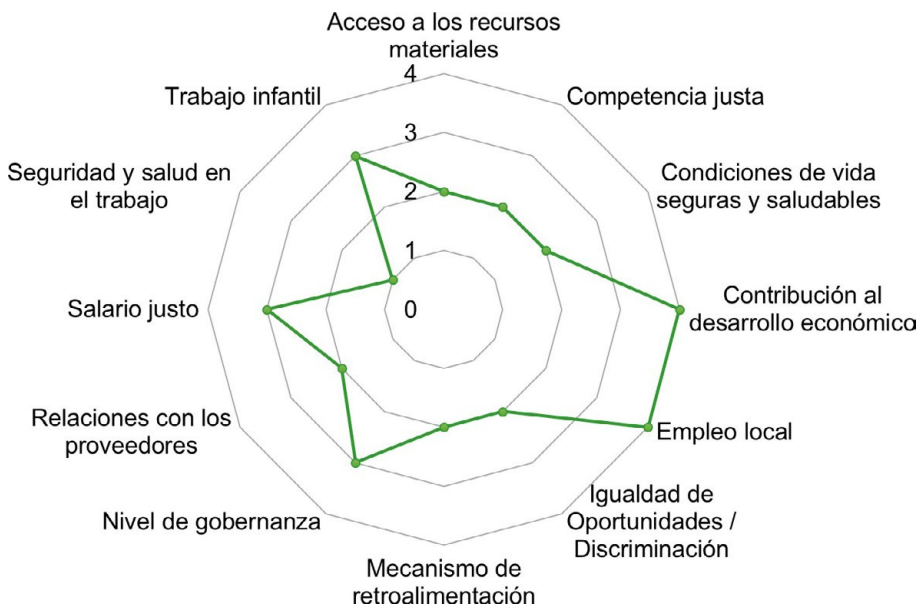 Acceso a los recursos
materiales
4
Trabajo infantil
Competencia justa
3
Seguridad y salud en
el trabajo
Condiciones de vida
seguras y saludables
2
1
Salario justo
0
Contribución al
desarrollo económico
Relaciones con los
proveedores
Empleo local
Nivel de gobernanza
Igualdad de
Oportunidades /
Discriminación
Mecanismo de
retroalimentación